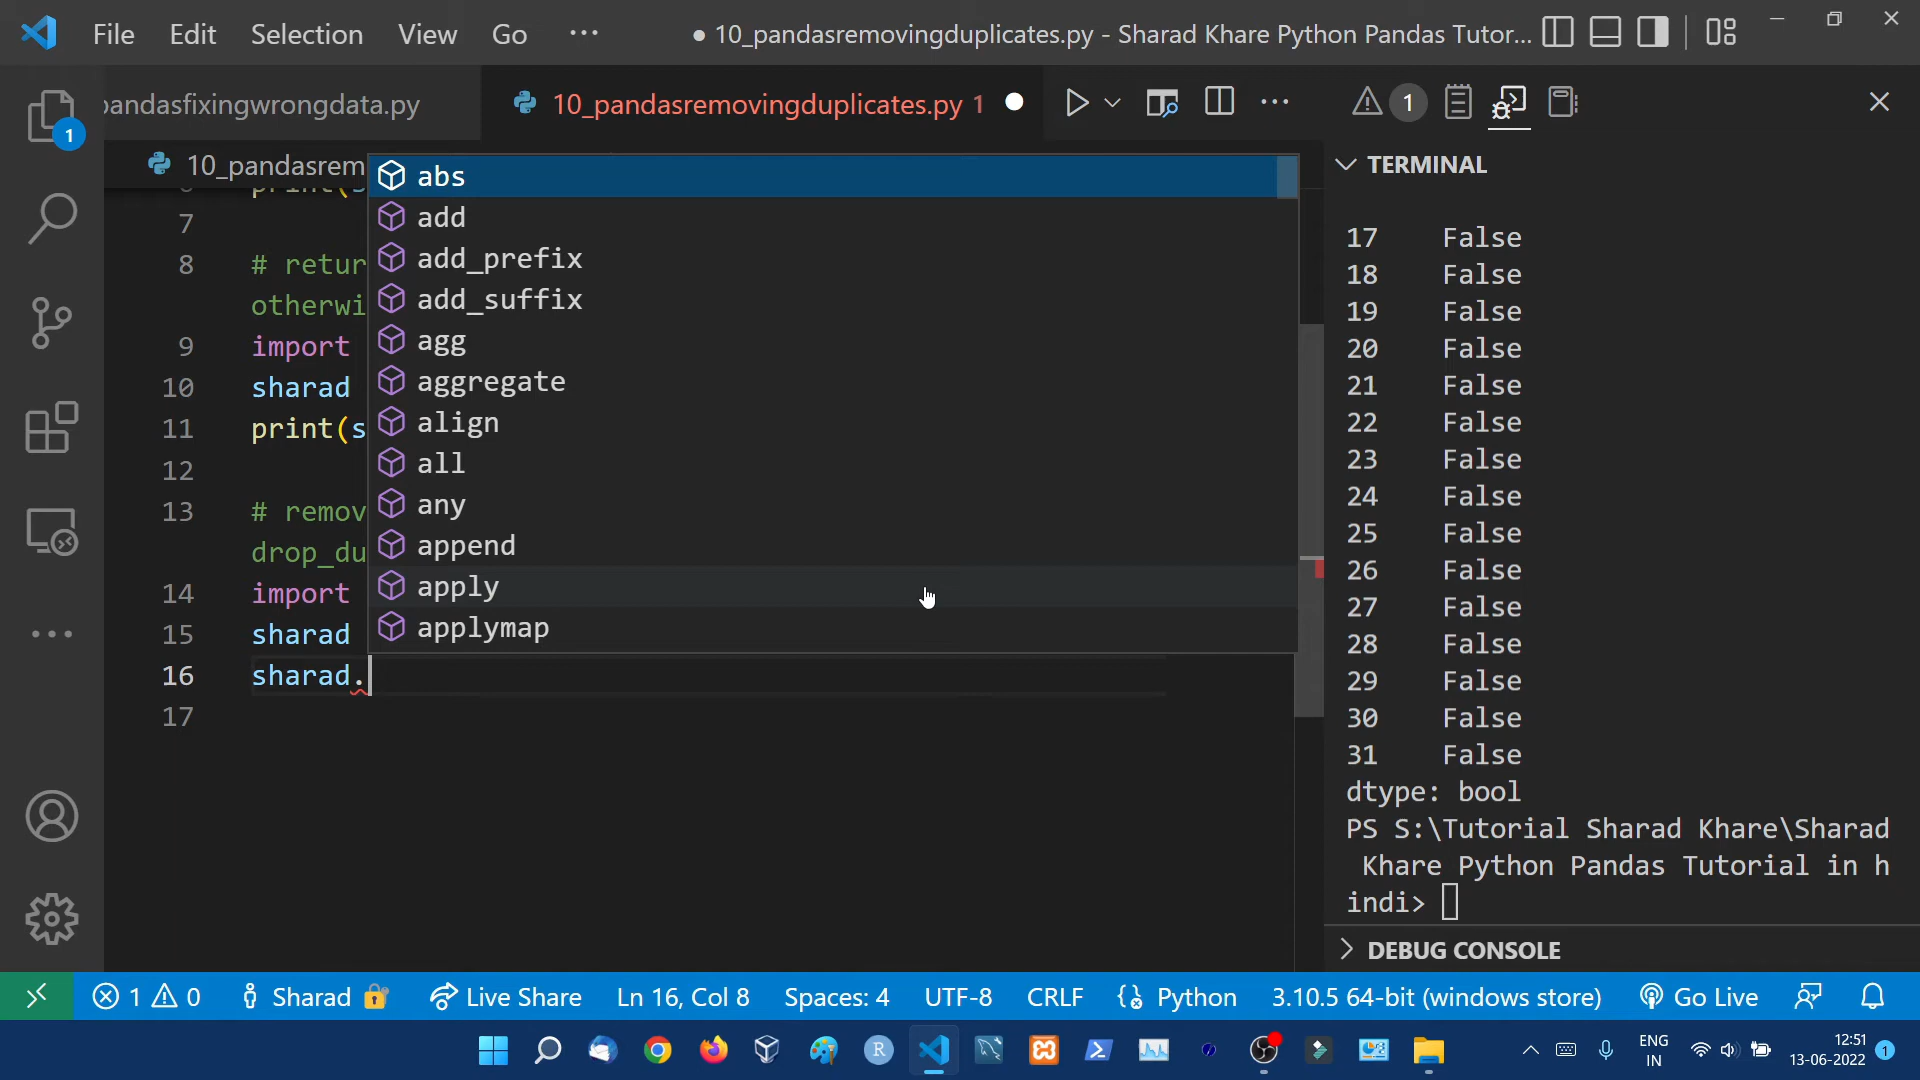 File Edit Selection View Go ··· ● 10_pandasremovingduplicates.py - Sharad Khare Python Pandas Tutor...
pandasfixingwrongdata.py 10_pandasremovingduplicates.py 1 1
10_pandasrem
TERMINAL
print(s
7
8 # retur
otherwi
9 import
10 sharad
11 print(s
12
13 # remov
drop_du
14 import
15 sharad
16 sharad.
17
abs
add
add_prefix
add_suffix
agg
aggregate
align
all
any
append
apply
applymap
17 False
18 False
19 False
20 False
21 False
22 False
23 False
24 False
25 False
26 False
27 False
28 False
29 False
30 False
31 False
dtype: bool
PS S:\Tutorial Sharad Khare\Sharad
Khare Python Pandas Tutorial in h
indi>
DEBUG CONSOLE
1
1 0 Sharad Live Share Ln 16, Col 8 Spaces: 4 UTF-8 CRLF Python 3.10.5 64-bit (windows store) Go Live
R ENG
IN
12:51
13-06-2022 1